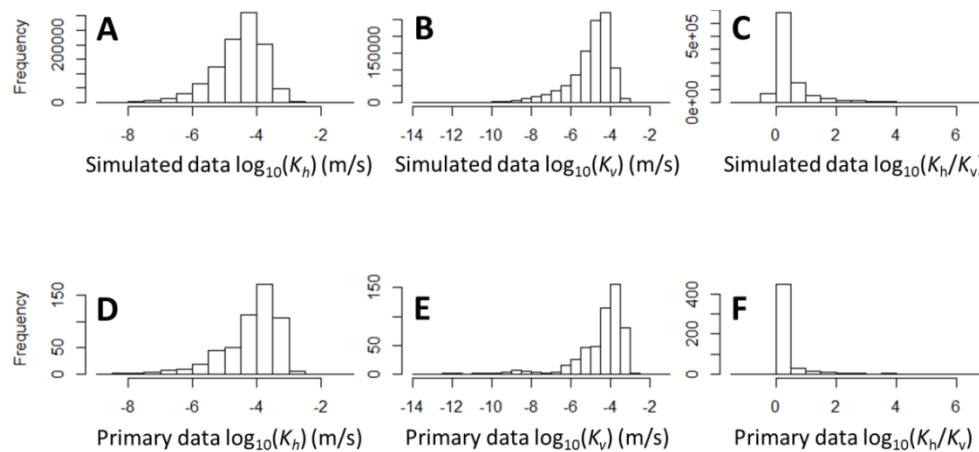 A B C
Frequency
0 200000
0 150000
0e+00 5e+05
-8 -6 -4 -2
-14 -12 -10 -8 -6 -4 -2
0 2 4 6
Simulated data log10(Kh) (m/s)
Simulated data log10(Kv) (m/s)
Simulated data log10(Kh/Kv)
D E F
Frequency
0 50 150
0 50 150
0 200 400
-8 -6 -4 -2
-14 -12 -10 -8 -6 -4 -2
0 2 4 6
Primary data log10(Kh) (m/s)
Primary data log10(Kv) (m/s)
Primary data log10(Kh/Kv)